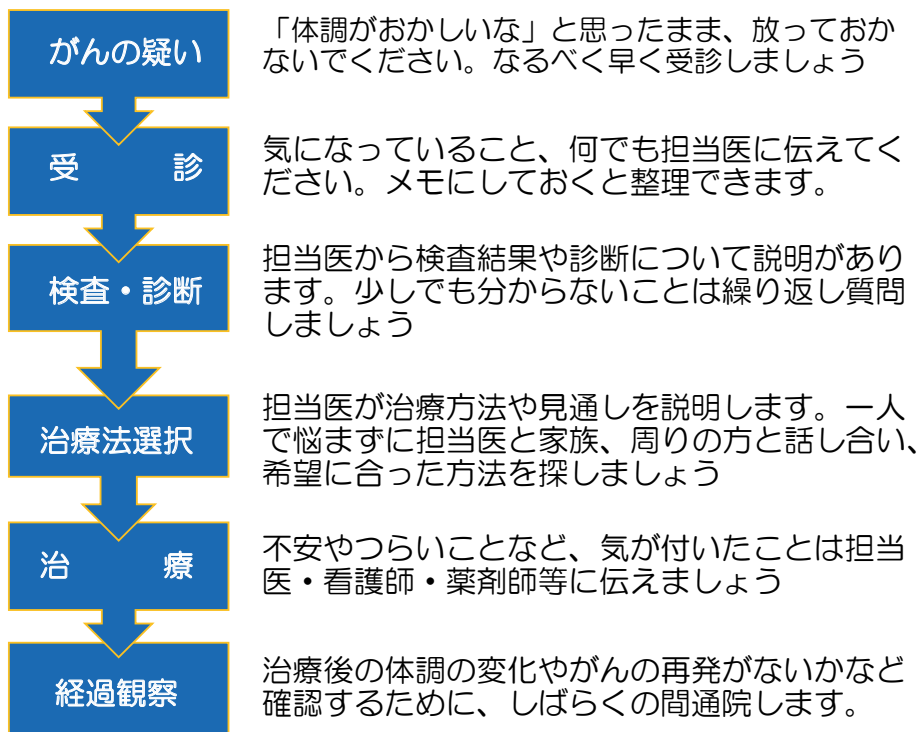 がんの疑い
「体調がおかしいな」と思ったまま、放っておか
ないでください。なるべく早く受診しましょう
受　診
気になっていること、何でも担当医に伝えてく
ださい。メモにしておくと整理できます。
検査・診断
担当医から検査結果や診断について説明があり
ます。少しでも分からないことは繰り返し質問
しましょう
治療法選択
担当医が治療方法や見通しを説明します。一人
で悩まずに担当医と家族、周りの方と話し合い、
希望に合った方法を探しましょう
治　療
不安やつらいことなど、気が付いたことは担当
医・看護師・薬剤師等に伝えましょう
経過観察
治療後の体調の変化やがんの再発がないかなど
確認するために、しばらくの間通院します。